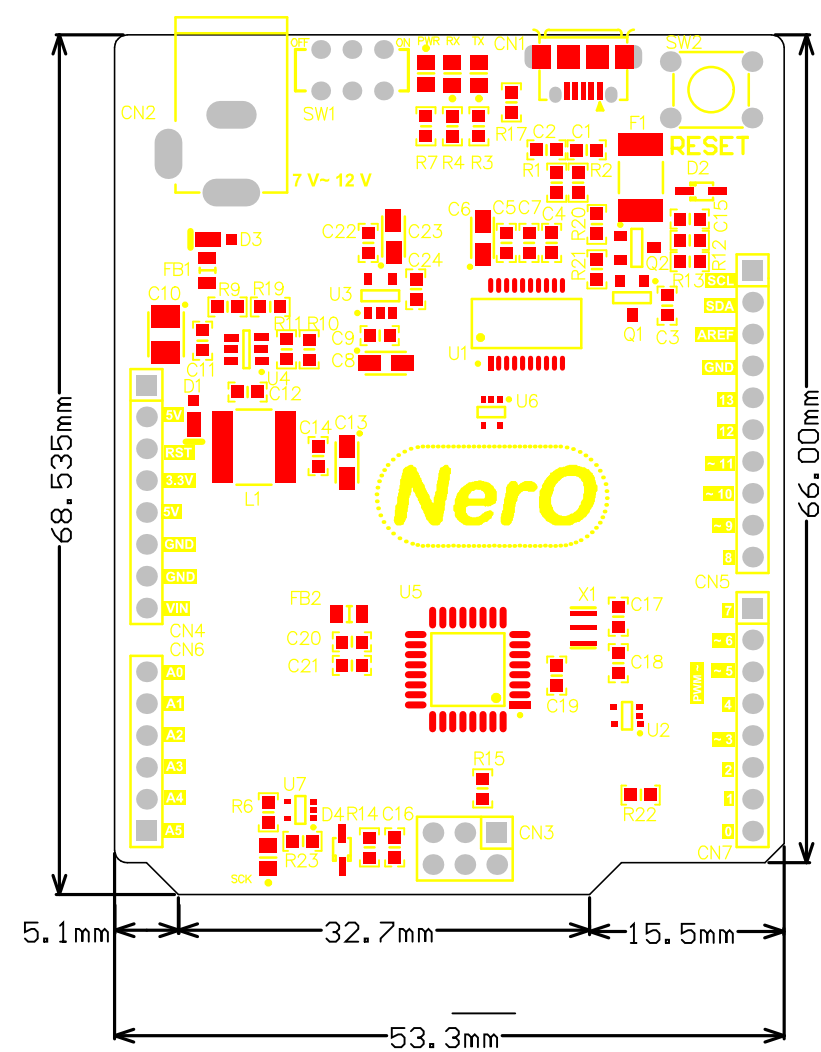 OFF
ON
PWR RX TX
CN1
SW2
CN2
SW1
R17
F1
R7 R4 R3
C2 C1
RESET
R1
R2
D2
7 V~ 12 V
C6 C5 C7
C4
R20
C15
C22
C23
D3
R12
FB1
C24
R21
Q2
R13
SCL
C10
R9 R19
U3
SDA
R11 R10
C9
Q1
C3
AREF
C11
C8
U1
U4
GND
D1
C12
U6
13
5V
C14 C13
12
RST
~11
3.3V
L1
NerO
~10
5V
~9
GND
8
GND
FB2
U5
X1
CN5
VIN
C17
7
CN4
C20
CN6
~6
C21
C18
A0
PWM~
~5
A1
C19
4
U2
A2
~3
A3
R15
2
U7
A4
R6
D4 R14 C16
R22
1
A5
CN3
0
R23
CN7
SCK
68.535mm
66.00mm
5.1mm
32.7mm
15.5mm
53.3mm